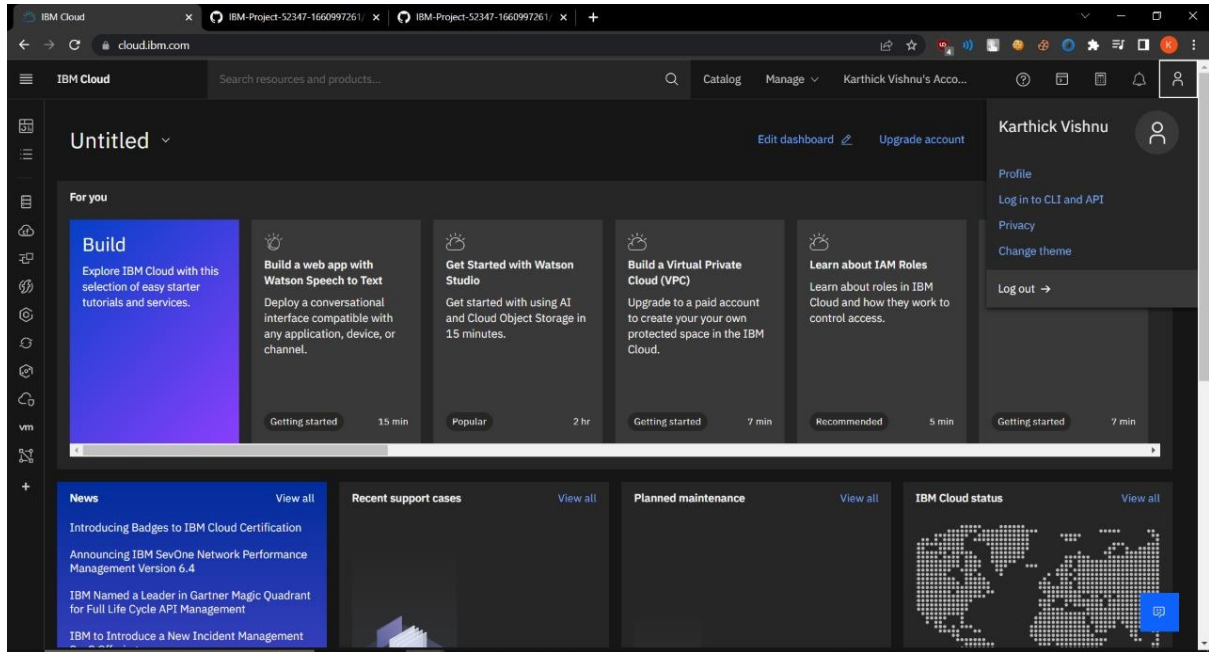 IBM Cloud
IBM-Project-52347-1660997261/
IBM-Project-52347-1660997261/
cloud.ibm.com
K
IBM Cloud
Search resources and products...
Catalog
Manage
Karthick Vishnu's Acco...
Untitled
Edit dashboard
Upgrade account
Karthick Vishnu
Profile
Log in to CLI and API
Privacy
Change theme
Log out →
For you
Build
Explore IBM Cloud with this
selection of easy starter
tutorials and services.
Build a web app with
Watson Speech to Text
Deploy a conversational
interface compatible with
any application, device, or
channel.
Getting started 15 min
Get Started with Watson
Studio
Get started with using AI
and Cloud Object Storage in
15 minutes.
Popular 2 hr
Build a Virtual Private
Cloud (VPC)
Upgrade to a paid account
to create your your own
protected space in the IBM
Cloud.
Getting started 7 min
Learn about IAM Roles
Learn about roles in IBM
Cloud and how they work to
control access.
Recommended 5 min
Getting started 7 min
vm
News View all
Introducing Badges to IBM Cloud Certification
Announcing IBM SevOne Network Performance
Management Version 6.4
IBM Named a Leader in Gartner Magic Quadrant
for Full Life Cycle API Management
IBM to Introduce a New Incident Management
Recent support cases View all
Planned maintenance View all
IBM Cloud status View all